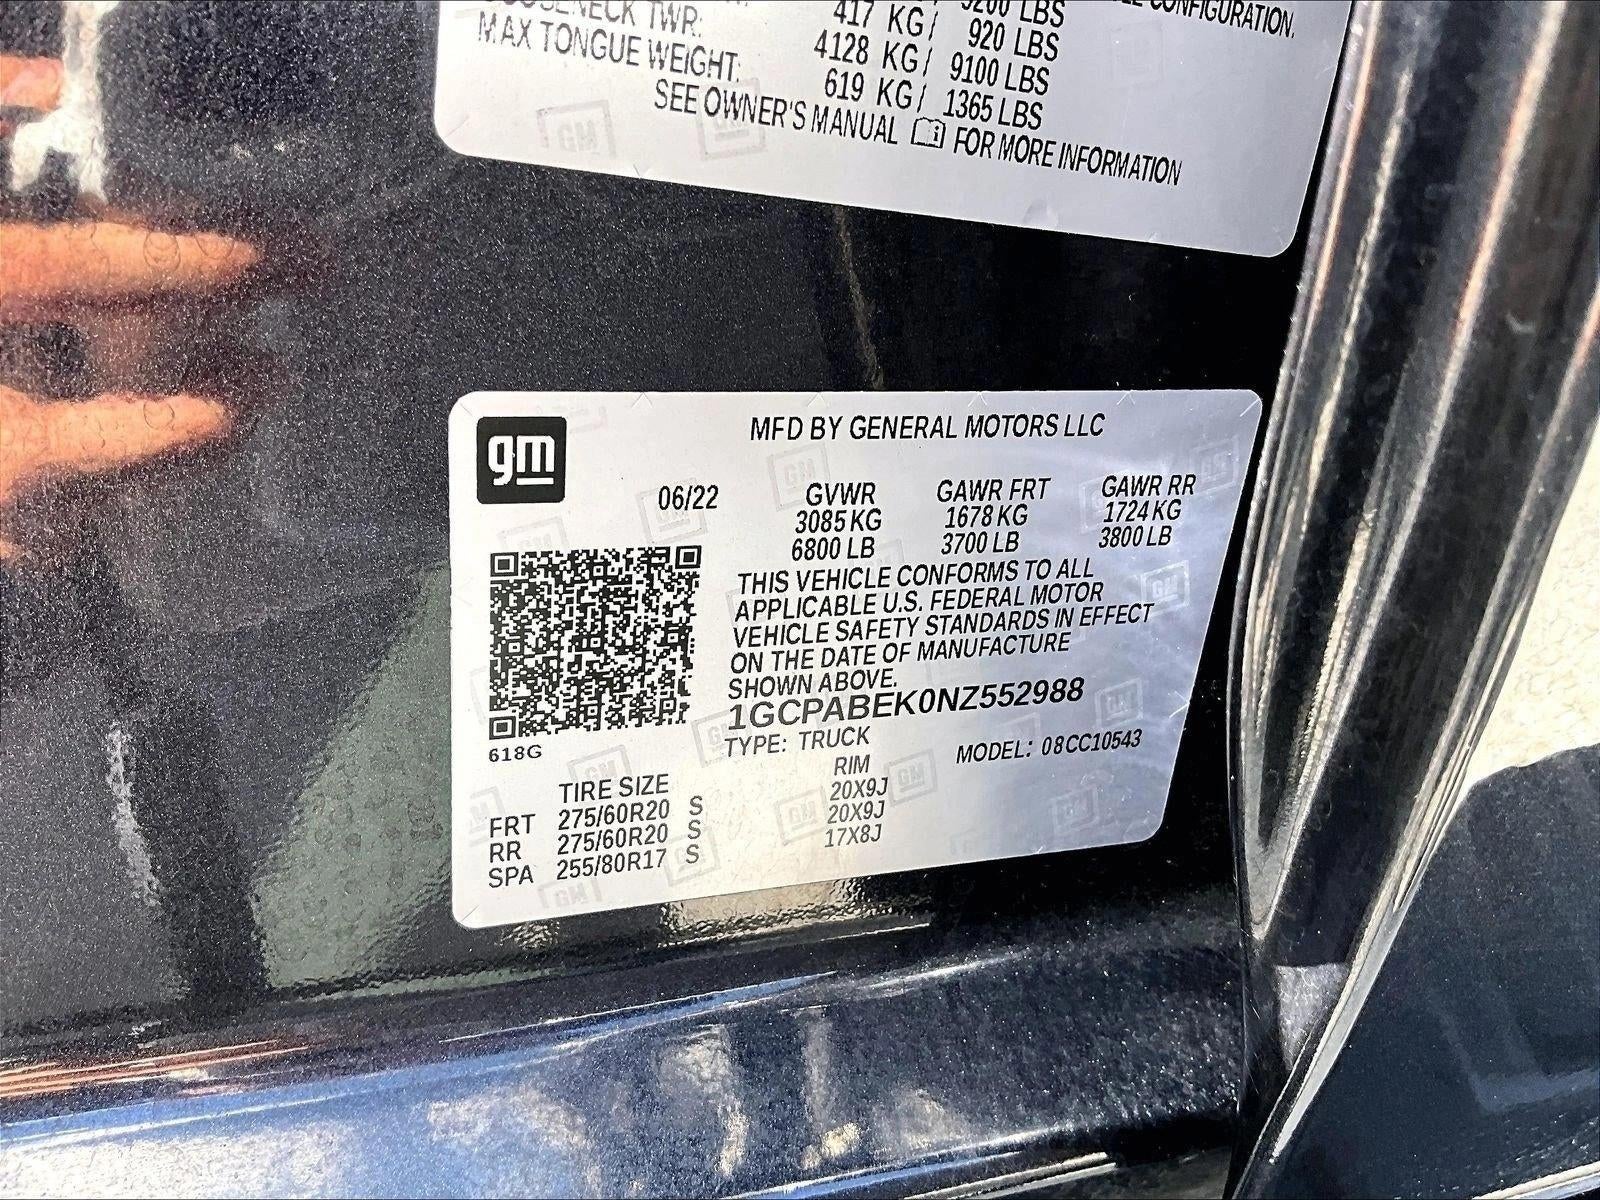 9200 LBS
CONFIGURATION.
417 KG/ 920 LBS
TWR: 4128 KG/ 9100 LBS
MAX TONGUE WEIGHT: 619 KG/ 1365 LBS
SEE OWNER'S MANUAL FOR MORE INFORMATION
gm
MFD BY GENERAL MOTORS LLC
06/22 GVWR GAWR FRT GAWR RR
3085 KG 1678 KG 1724 KG
6800 LB 3700 LB 3800 LB
THIS VEHICLE CONFORMS TO ALL
APPLICABLE U.S. FEDERAL MOTOR
VEHICLE SAFETY STANDARDS IN EFFECT
ON THE DATE OF MANUFACTURE
SHOWN ABOVE.
1GCPABEK0NZ552988
618G
TYPE: TRUCK MODEL: 08CC10543
TIRE SIZE RIM
FRT 275/60R20 S 20X9J
RR 275/60R20 S 20X9J
SPA 255/80R17 S 17X8J